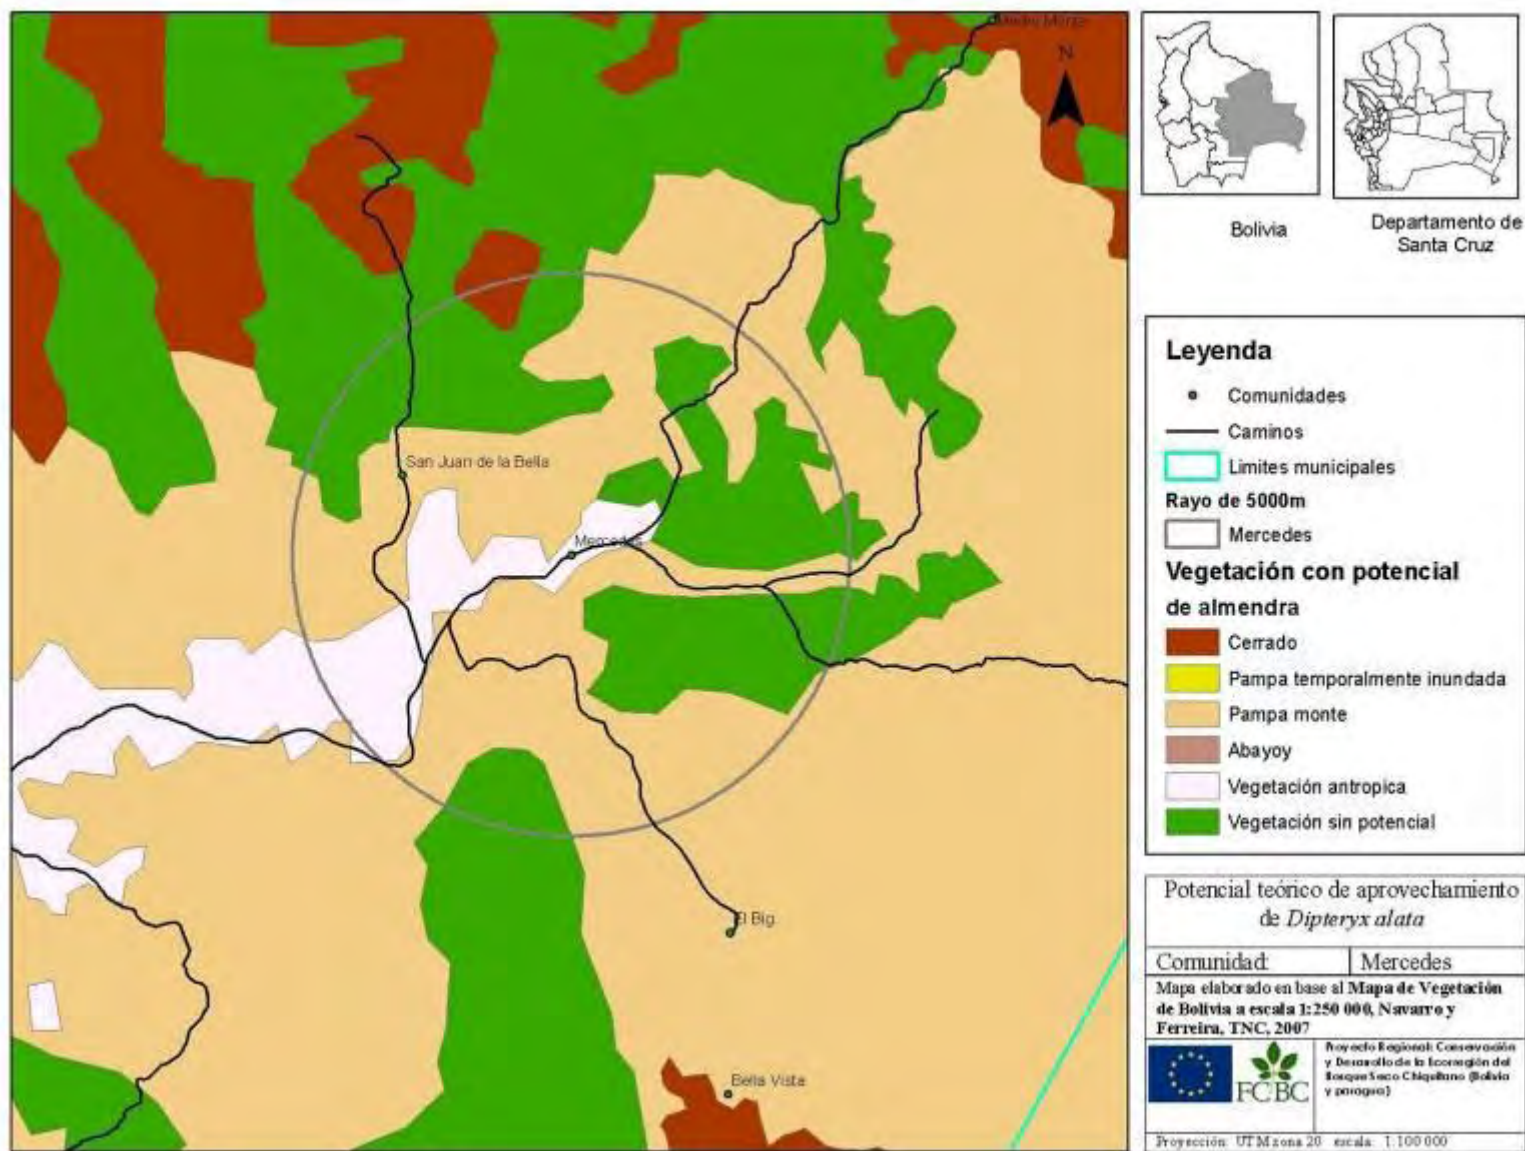 N
San Juan de la Bella
Mercedes
El Big
Bella Vista
Bolivia
Departamento de
Santa Cruz
Leyenda
Comunidades
Caminos
Limites municipales
Rayo de 5000m
Mercedes
Vegetación con potencial
de almendra
Cerrado
Pampa temporalmente inundada
Pampa monte
Abayoy
Vegetación antropica
Vegetación sin potencial
Potencial teórico de aprovechamiento
de Dipteryx alata
Comunidad: Mercedes
Mapa elaborado en base al Mapa de Vegetación
de Bolivia a escala 1:250 000, Navarro y
Ferreira, TNC, 2007
FCBC
Proyecto Regional: Conservación
y Desarrollo de la Ecorregión del
Bosque Seco Chiquitano (Bolivia
y paragua)
Proyección: UTM zona 20 escala: 1:100 000